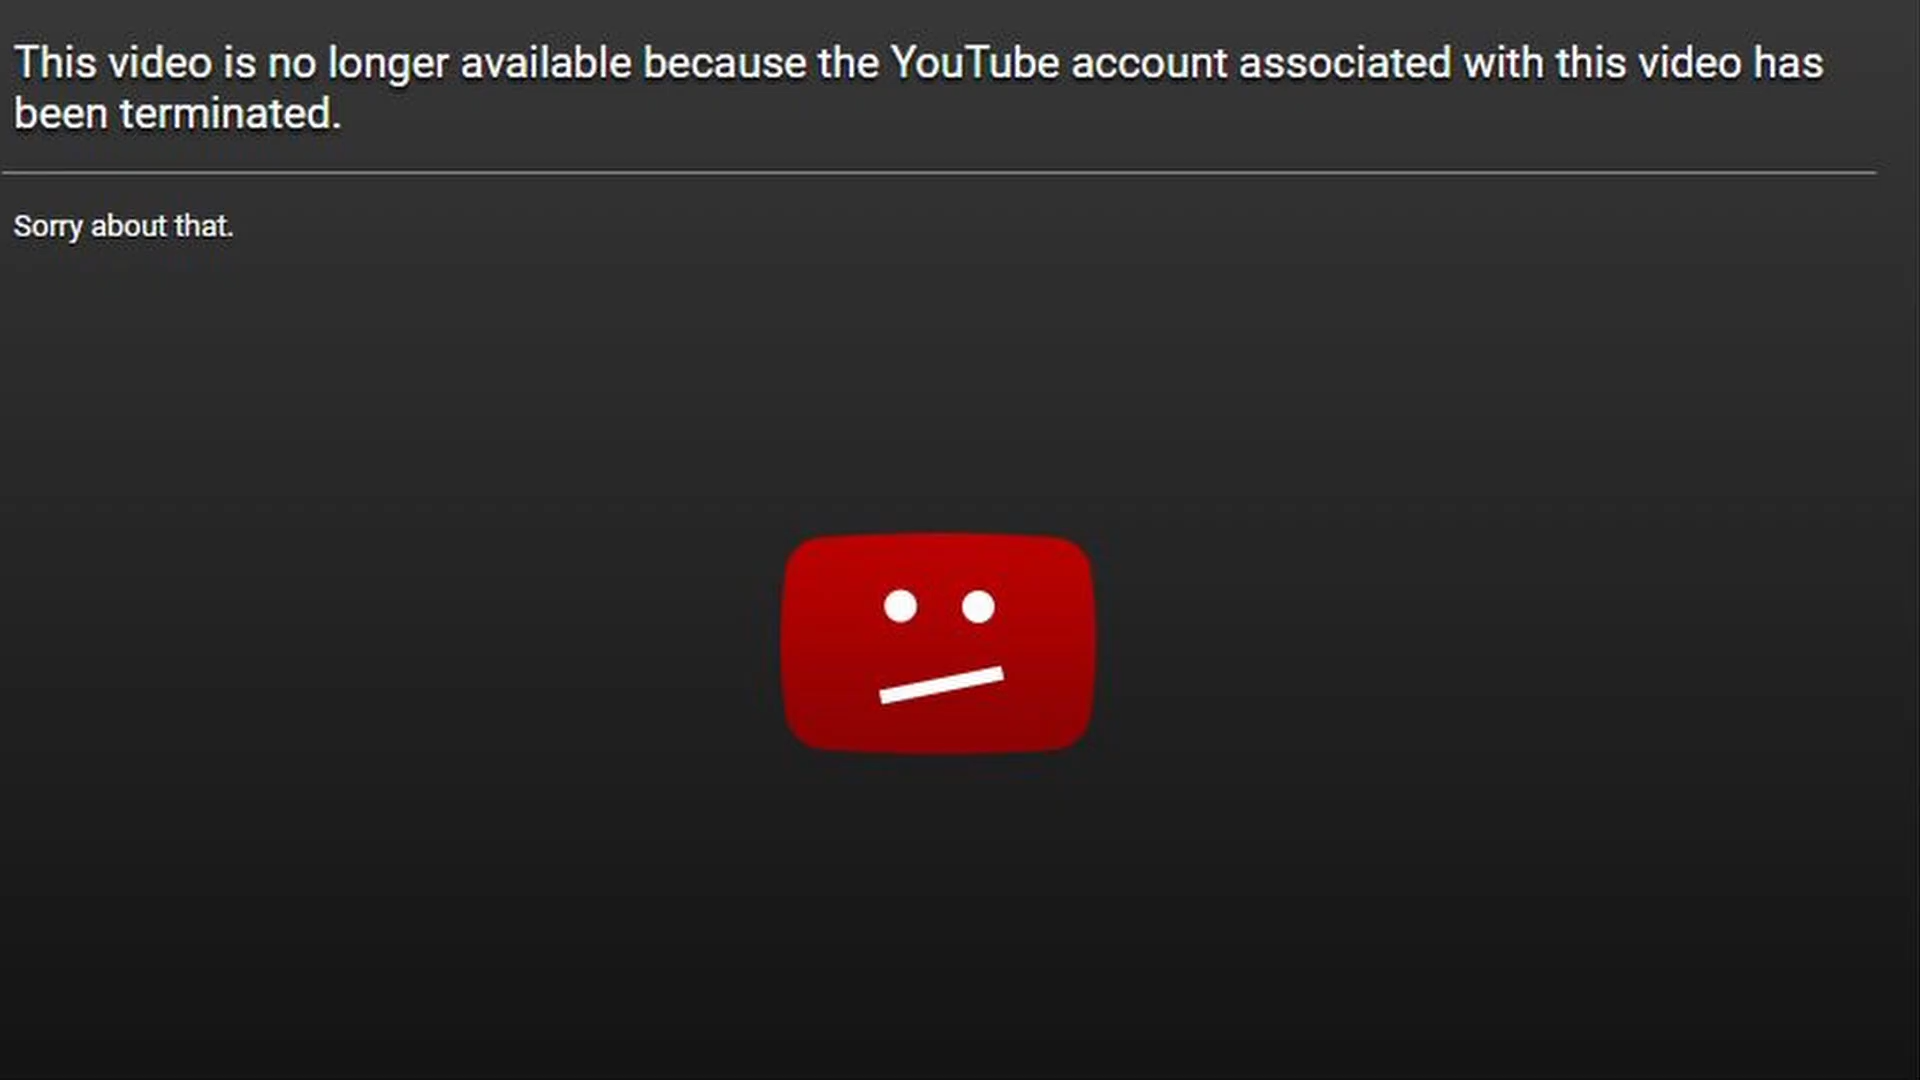 This video is no longer available because the YouTube account associated with this video has
been terminated.
Sorry about that.